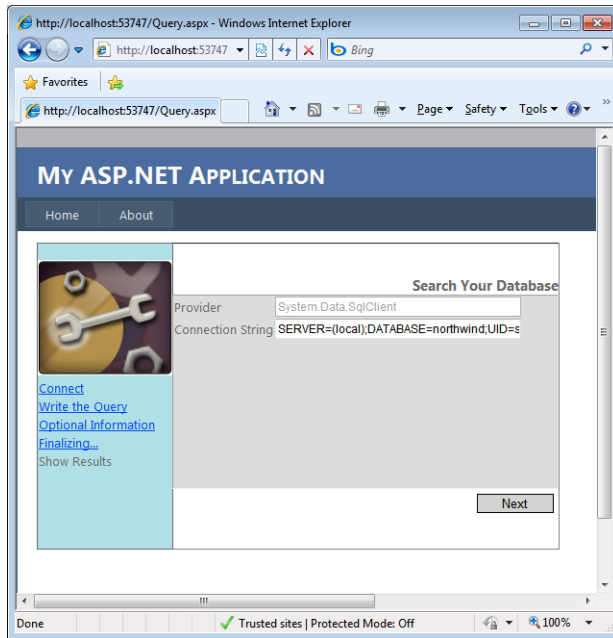 http://localhost:53747/Query.aspx - Windows Internet Explorer
http://localhost:53747
Bing
Favorites
http://localhost:53747/Query.aspx
Page
Safety
Tools
»
MY ASP.NET APPLICATION
Home
About
Search Your Database
Provider
System.Data.SqlClient
Connection String
SERVER=(local);DATABASE=northwind;UID=s
Connect
Write the Query
Optional Information
Finalizing...
Show Results
Next
Done
Trusted sites | Protected Mode: Off
100%